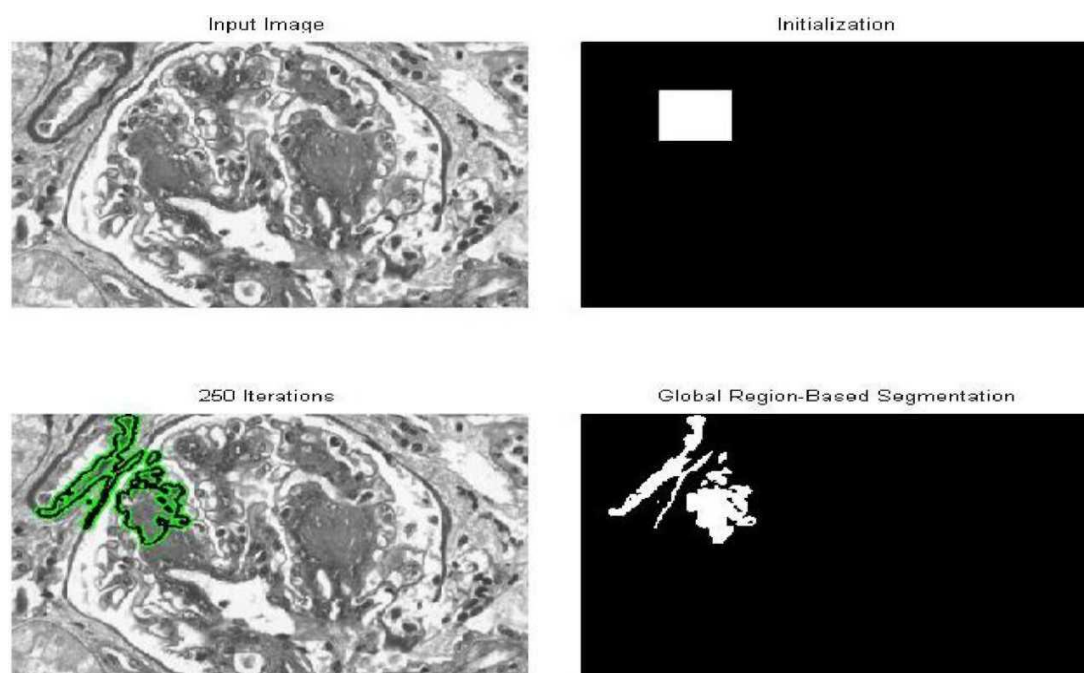 Input Image
Initialization
250 Iterations
Global Region-Based Segmentation